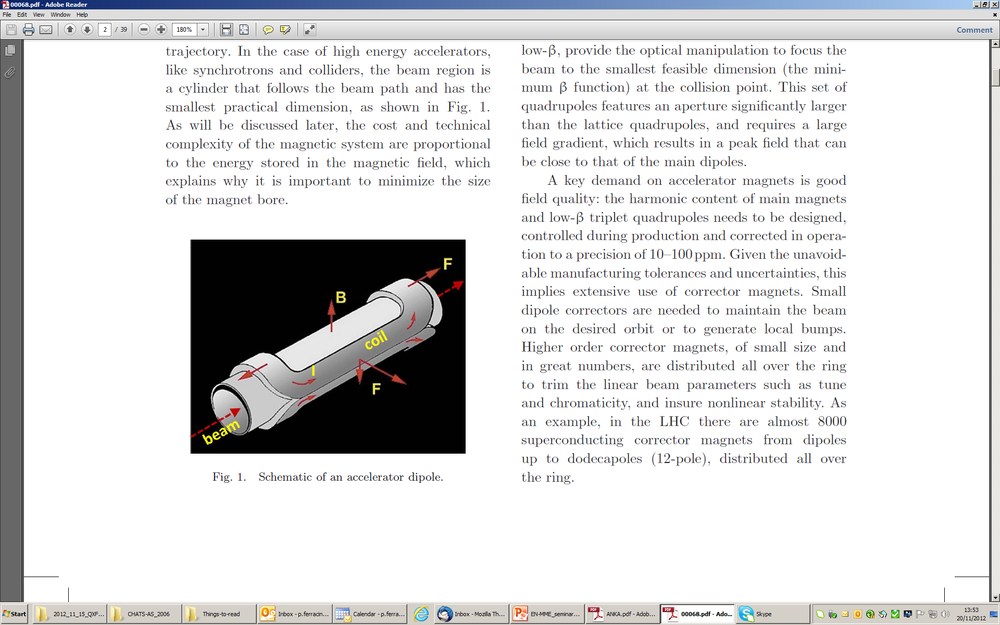 00068.pdf - Adobe Reader
File Edit View Window Help
2 / 39 180% Comment
trajectory. In the case of high energy accelerators,
like synchrotrons and colliders, the beam region is
a cylinder that follows the beam path and has the
smallest practical dimension, as shown in Fig. 1.
As will be discussed later, the cost and technical
complexity of the magnetic system are proportional
to the energy stored in the magnetic field, which
explains why it is important to minimize the size
of the magnet bore.
F
B
coil
I
F
beam
Fig. 1. Schematic of an accelerator dipole.
low-β, provide the optical manipulation to focus the
beam to the smallest feasible dimension (the mini-
mum β function) at the collision point. This set of
quadrupoles features an aperture significantly larger
than the lattice quadrupoles, and requires a large
field gradient, which results in a peak field that can
be close to that of the main dipoles.
A key demand on accelerator magnets is good
field quality: the harmonic content of main magnets
and low-β triplet quadrupoles needs to be designed,
controlled during production and corrected in opera-
tion to a precision of 10–100 ppm. Given the unavoid-
able manufacturing tolerances and uncertainties, this
implies extensive use of corrector magnets. Small
dipole correctors are needed to maintain the beam
on the desired orbit or to generate local bumps.
Higher order corrector magnets, of small size and
in great numbers, are distributed all over the ring
to trim the linear beam parameters such as tune
and chromaticity, and insure nonlinear stability. As
an example, in the LHC there are almost 8000
superconducting corrector magnets from dipoles
up to dodecapoles (12-pole), distributed all over
the ring.
Start 2012_11_15_QXF... CHATS-AS_2006 Things-to-read Inbox - p.ferracin... Calendar - p.ferra... Inbox - Mozilla Th... EN-MME_seminar... ANKA.pdf - Adob... 00068.pdf - Ado... Skype 13:53
20/11/2012